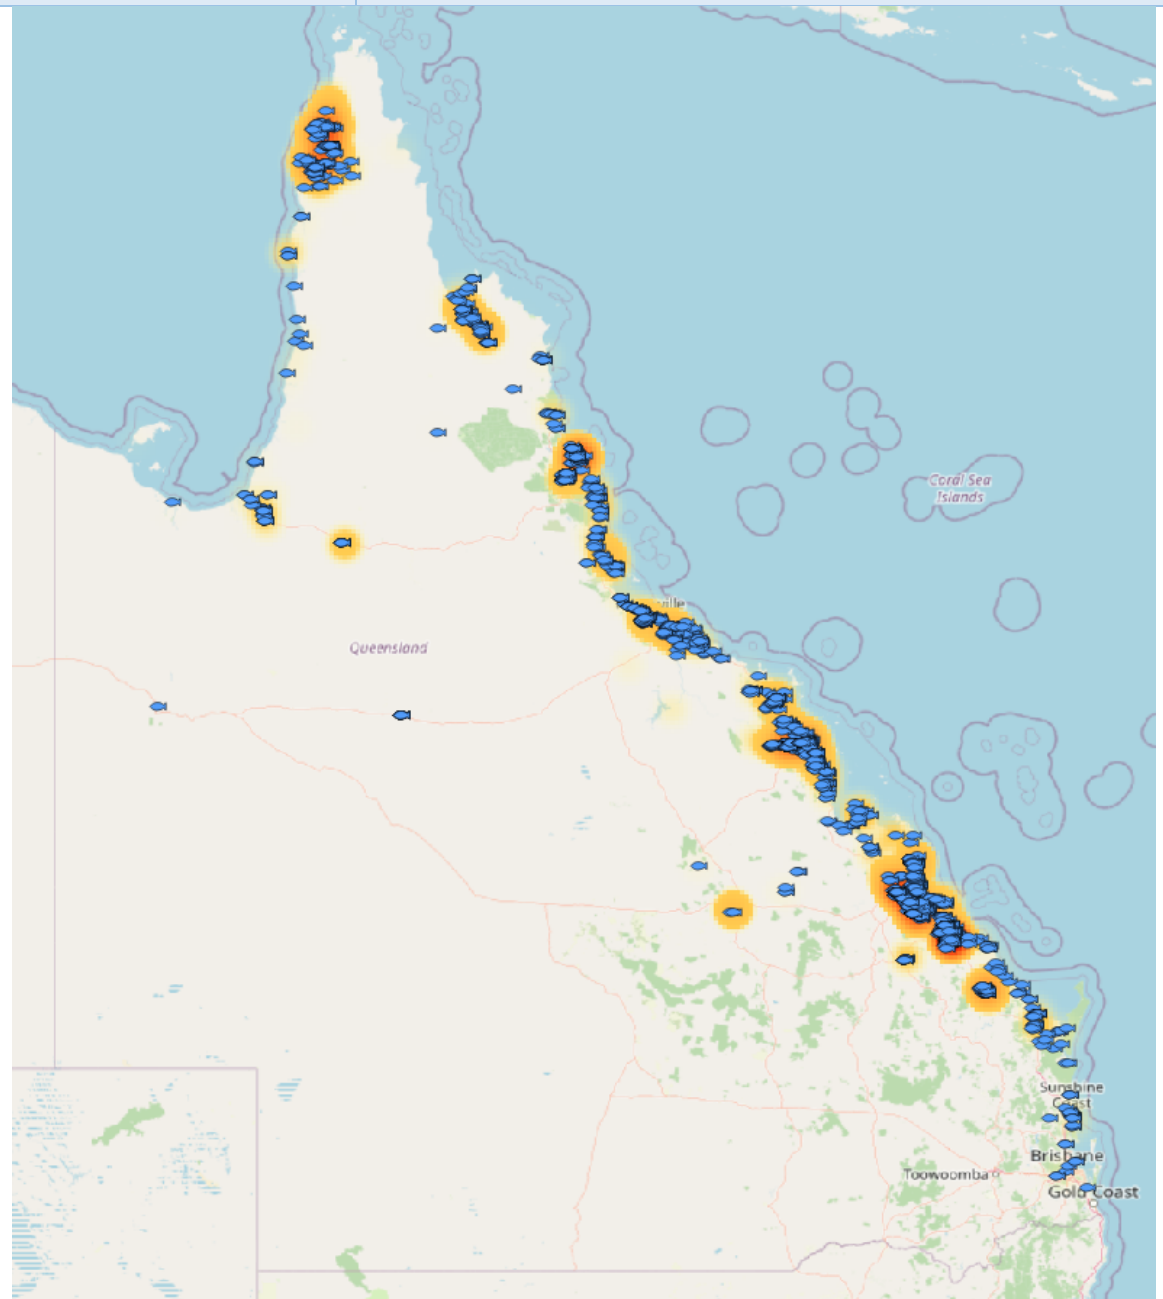 Coral Sea
Islands
Queensland
Sunshine
Coast
Brisbane
Toowoomba
Gold Coast